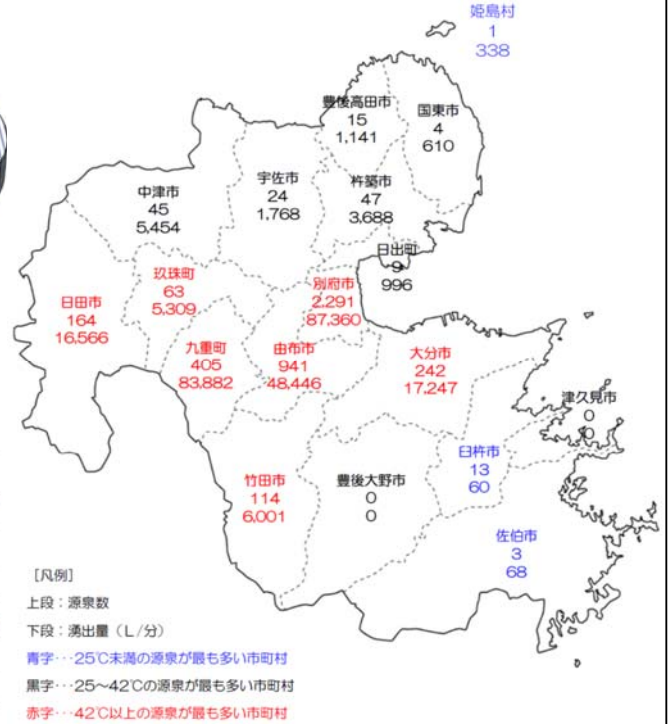 姫島村
1
338
豊後高田市
15
1,141
国東市
4
610
中津市
45
5,454
宇佐市
24
1,768
杵築市
47
3,688
日出町
9
996
日田市
164
16,566
玖珠町
63
5,309
別府市
2,291
87,360
九重町
405
83,882
由布市
941
48,446
大分市
242
17,247
津久見市
0
0
臼杵市
13
60
竹田市
114
6,001
豊後大野市
0
0
佐伯市
3
68
[凡例]
上段：源泉数
下段：湧出量（L/分）
青字･･･25℃未満の源泉が最も多い市町村
黒字･･･25～42℃の源泉が最も多い市町村
赤字･･･42℃以上の源泉が最も多い市町村